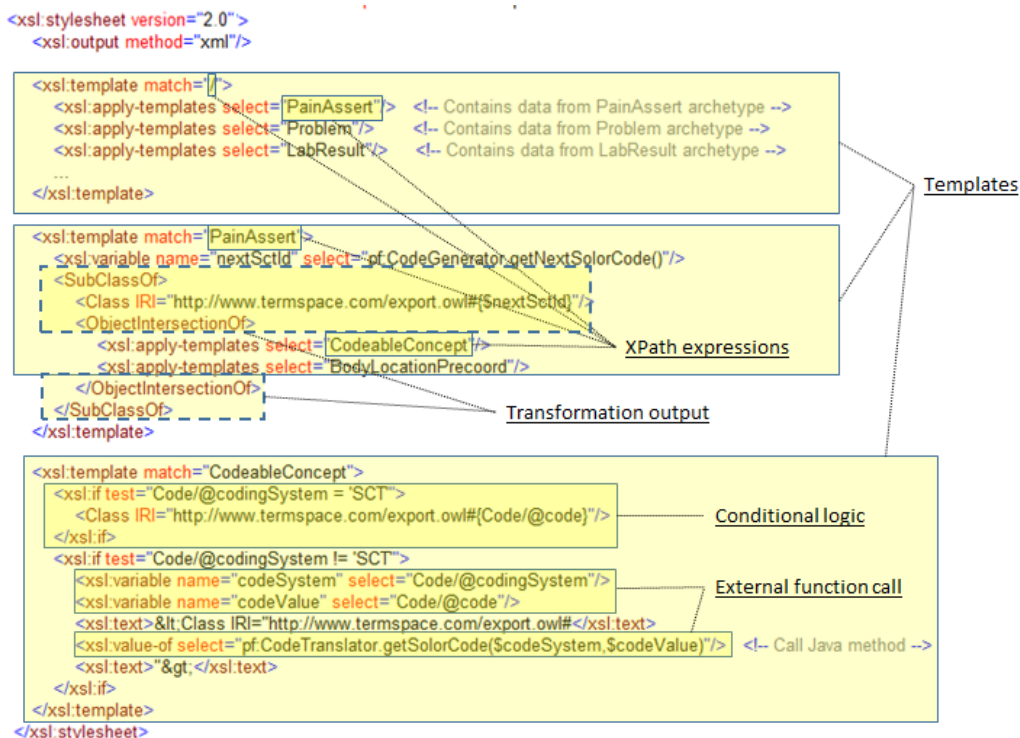 <xsl:stylesheet version="2.0">
<xsl:output method="xml"/>
<xsl:template match="/">
<xsl:apply-templates select="PainAssert"/> <!-- Contains data from PainAssert archetype -->
<xsl:apply-templates select="Problem"/> <!-- Contains data from Problem archetype -->
<xsl:apply-templates select="LabResult"/> <!-- Contains data from LabResult archetype -->
...
</xsl:template>
Templates
<xsl:template match="PainAssert">
<xsl:variable name="nextSctId" select="pf:CodeGenerator.getNextSolorCode()"/>
<SubClassOf>
<Class IRI="http://www.termspace.com/export.owl#{$nextSctId}"/>
<ObjectIntersectionOf>
<xsl:apply-templates select="CodeableConcept"/>
XPath expressions
<xsl:apply-templates select="BodyLocationPrecoord"/>
</ObjectIntersectionOf>
</SubClassOf>
Transformation output
</xsl:template>
<xsl:template match="CodeableConcept">
<xsl:if test="Code/@codingSystem = 'SCT'">
<Class IRI="http://www.termspace.com/export.owl#{Code/@code}"/>
Conditional logic
</xsl:if>
<xsl:if test="Code/@codingSystem != 'SCT'">
<xsl:variable name="codeSystem" select="Code/@codingSystem"/>
External function call
<xsl:variable name="codeValue" select="Code/@code"/>
<xsl:text>&lt;Class IRI="http://www.termspace.com/export.owl#</xsl:text>
<xsl:value-of select="pf:CodeTranslator.getSolorCode($codeSystem,$codeValue)"/> <!-- Call Java method -->
<xsl:text>"&gt;</xsl:text>
</xsl:if>
</xsl:template>
</xsl:stylesheet>